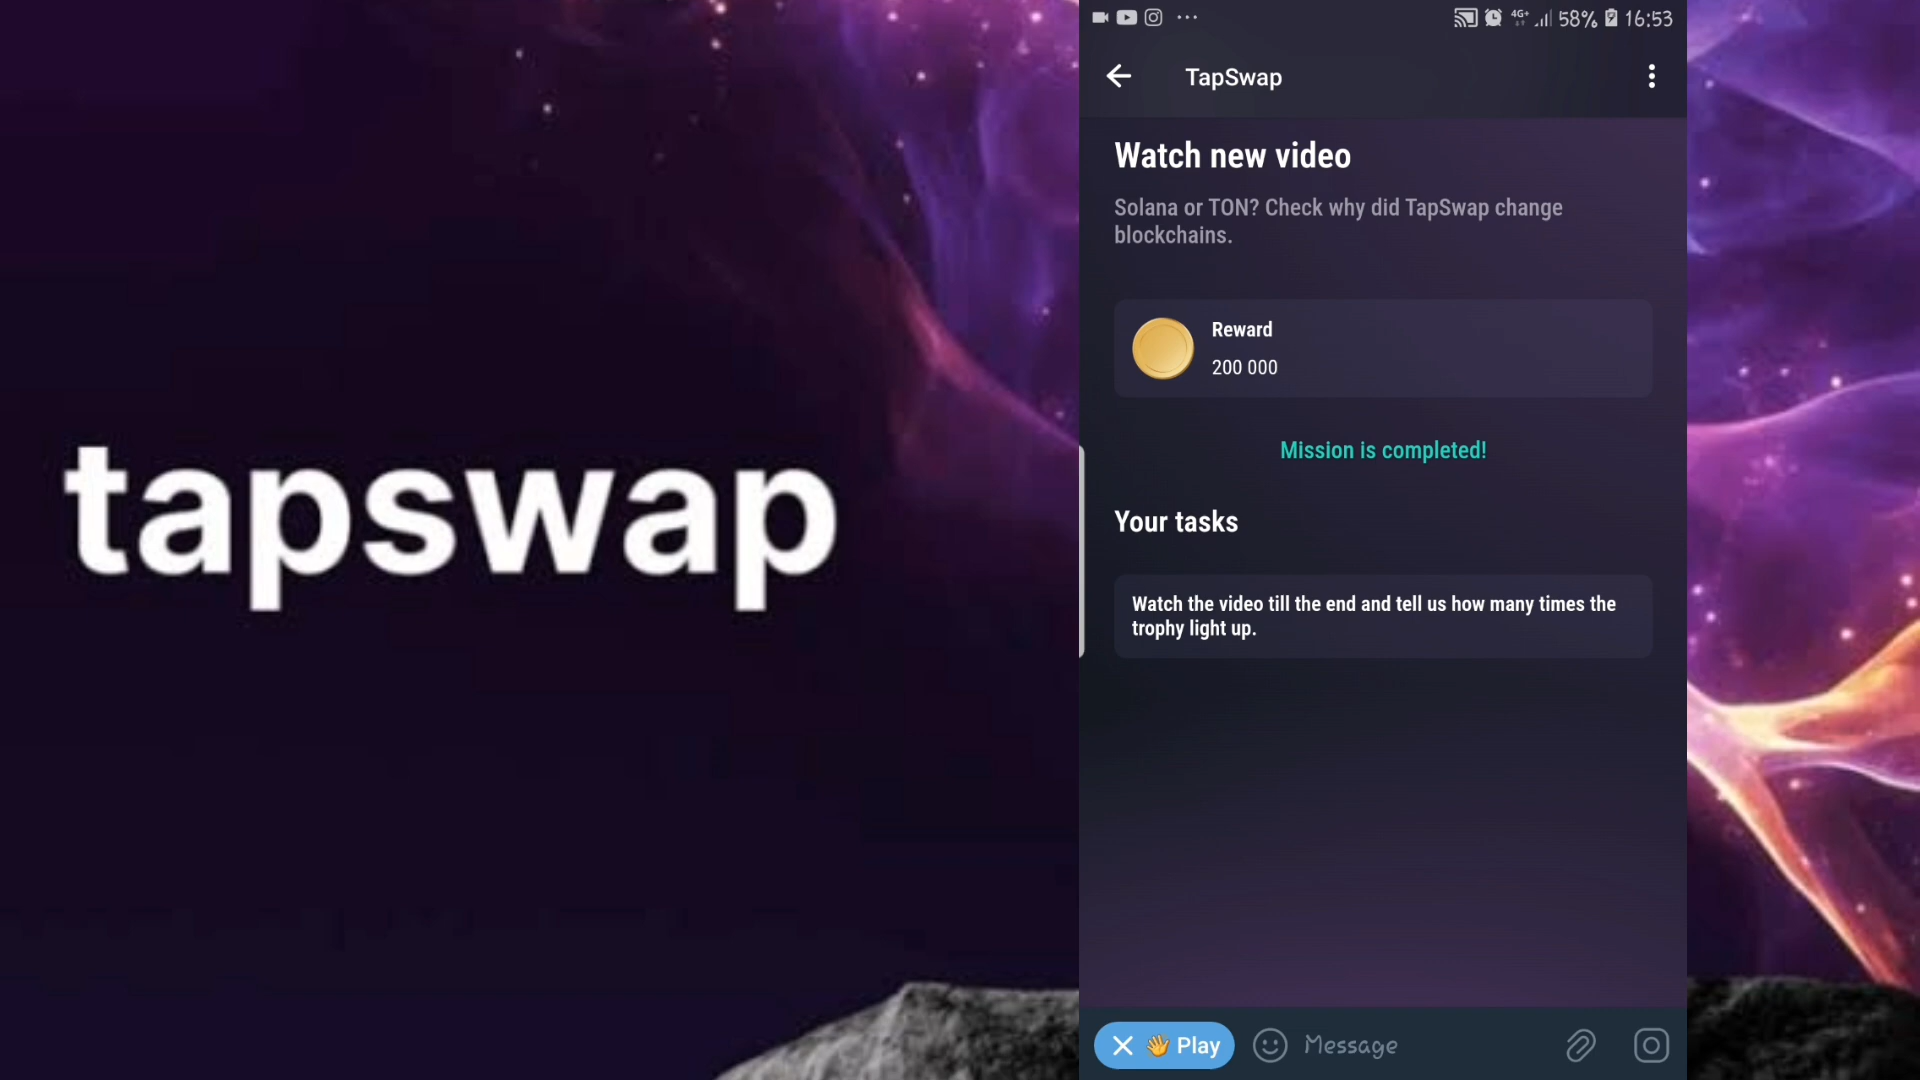 tapswap
4G+ 58% 16:53
TapSwap
Watch new video
Solana or TON? Check why did TapSwap change
blockchains.
Reward
200 000
Mission is completed!
Your tasks
Watch the video till the end and tell us how many times the
trophy light up.
Play
Message